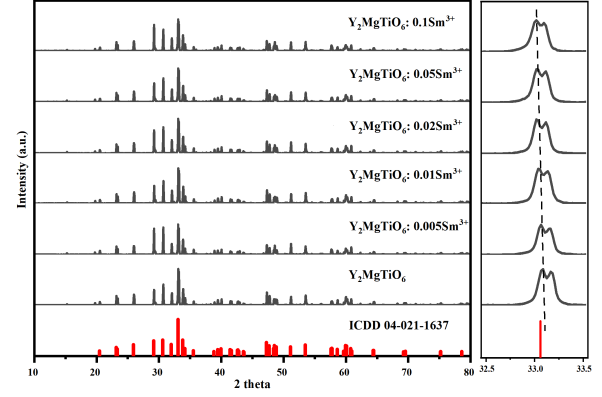 Y₂MgTiO₆: 0.1Sm³⁺
Y₂MgTiO₆: 0.05Sm³⁺
Y₂MgTiO₆: 0.02Sm³⁺
Y₂MgTiO₆: 0.01Sm³⁺
Y₂MgTiO₆: 0.005Sm³⁺
Y₂MgTiO₆
ICDD 04-021-1637
Intensity (a.u.)
10 20 30 40 50 60 70 80
2 theta
32.5 33.0 33.5